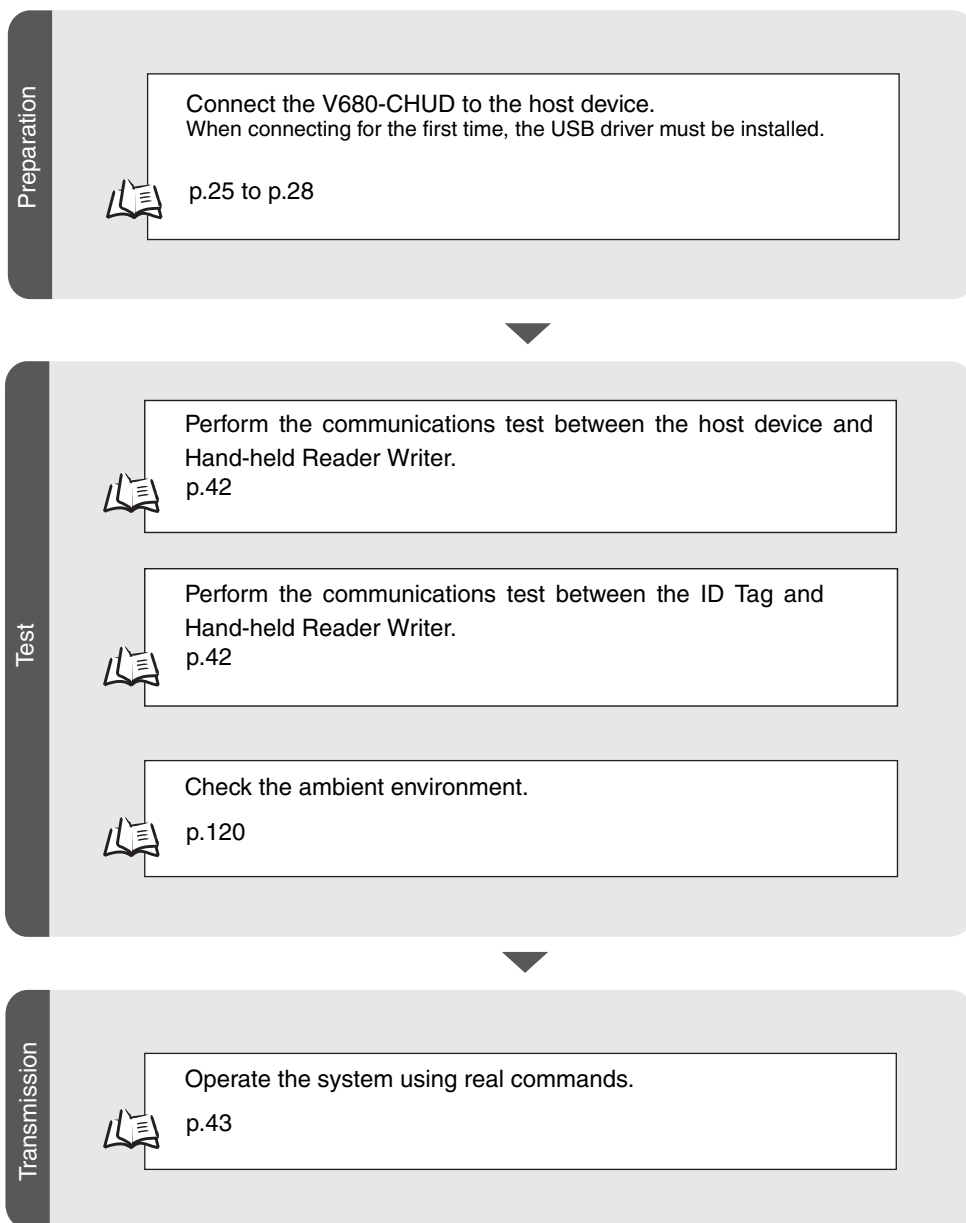 Preparation
Connect the V680-CHUD to the host device.
When connecting for the first time, the USB driver must be installed.
p.25 to p.28
Test
Perform the communications test between the host device and
Hand-held Reader Writer.
p.42
Perform the communications test between the ID Tag and
Hand-held Reader Writer.
p.42
Check the ambient environment.
p.120
Transmission
Operate the system using real commands.
p.43